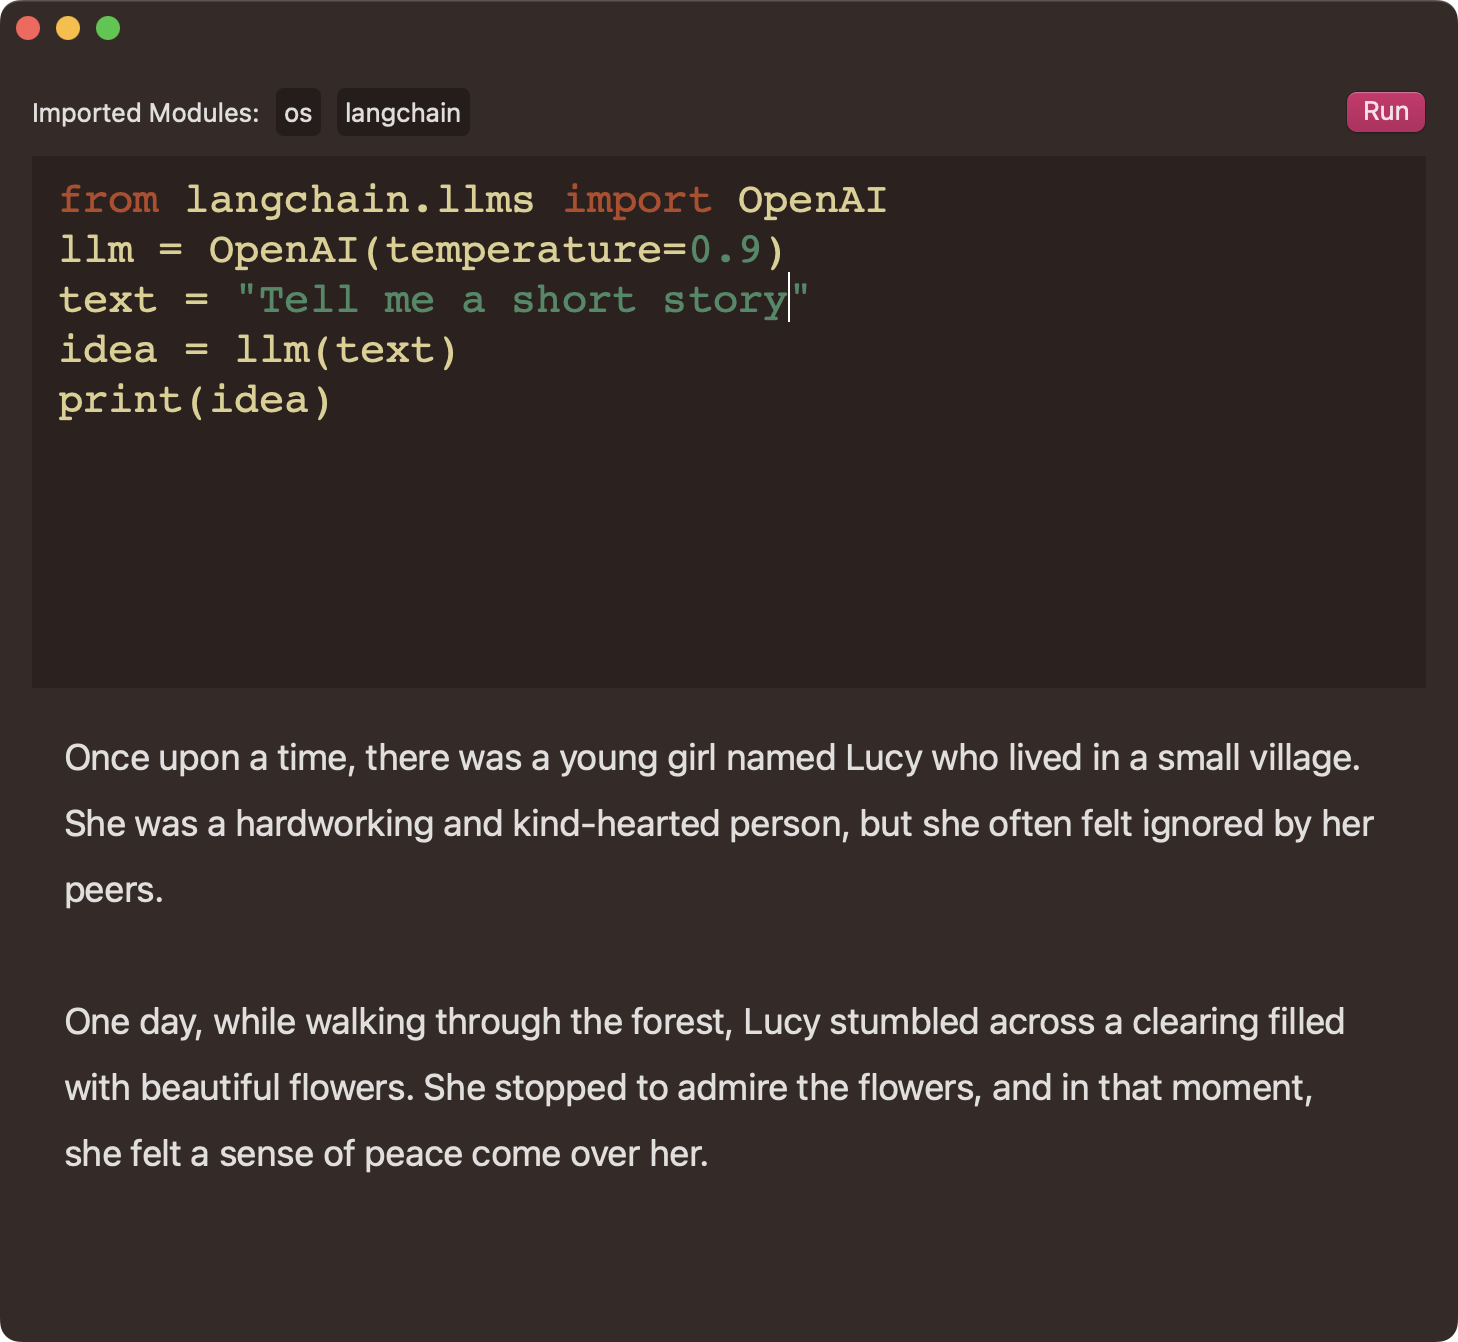 Imported Modules: os langchain Run
from langchain.llms import OpenAI
llm = OpenAI(temperature=0.9)
text = "Tell me a short story"
idea = llm(text)
print(idea)
Once upon a time, there was a young girl named Lucy who lived in a small village.
She was a hardworking and kind-hearted person, but she often felt ignored by her
peers.
One day, while walking through the forest, Lucy stumbled across a clearing filled
with beautiful flowers. She stopped to admire the flowers, and in that moment,
she felt a sense of peace come over her.